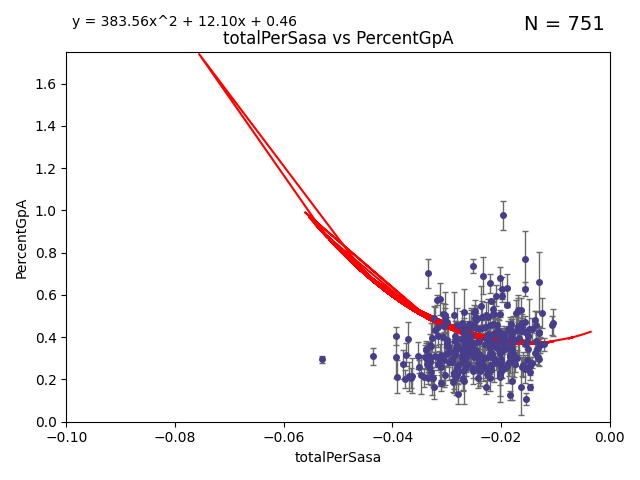 y = 383.56x^2 + 12.10x + 0.46
N = 751
totalPerSasa vs PercentGpA
PercentGpA
1.6
1.4
1.2
1.0
0.8
0.6
0.4
0.2
0.0
−0.10 −0.08 −0.06 −0.04 −0.02 0.00
totalPerSasa